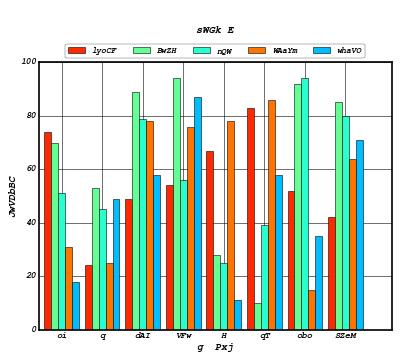 sWGk E
lyoCF BwZH nQW WAaYm whaVO
100
80
60
40
20
0
JWVDbBC
oi q dAI VFw H qT obo SZeM
g Pxj